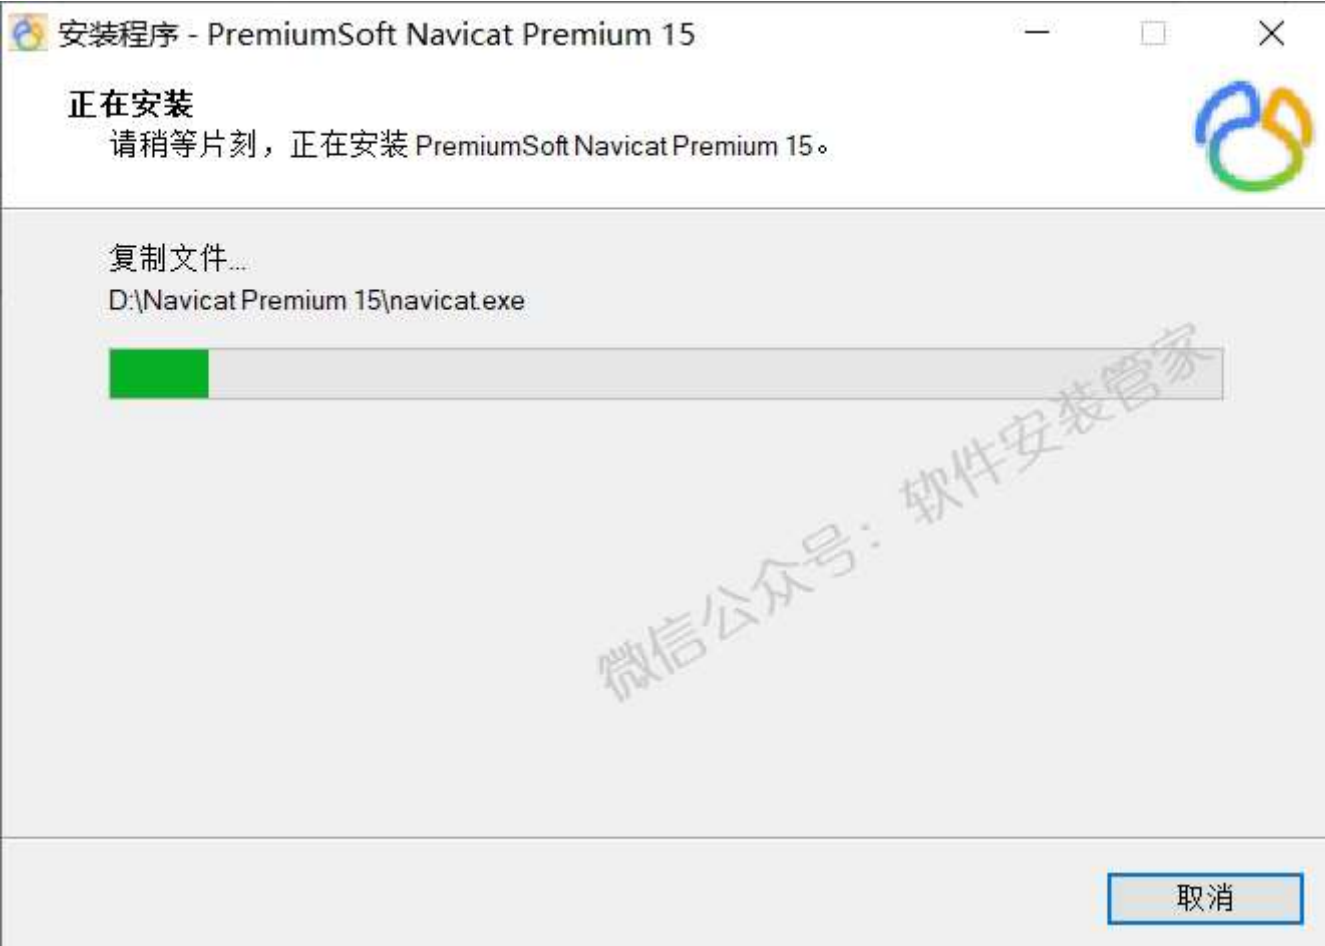 安装程序 - PremiumSoft Navicat Premium 15
正在安装
请稍等片刻，正在安装 PremiumSoft Navicat Premium 15。
复制文件...
D:\Navicat Premium 15\navicat.exe
微信公众号：软件安装管家
取消